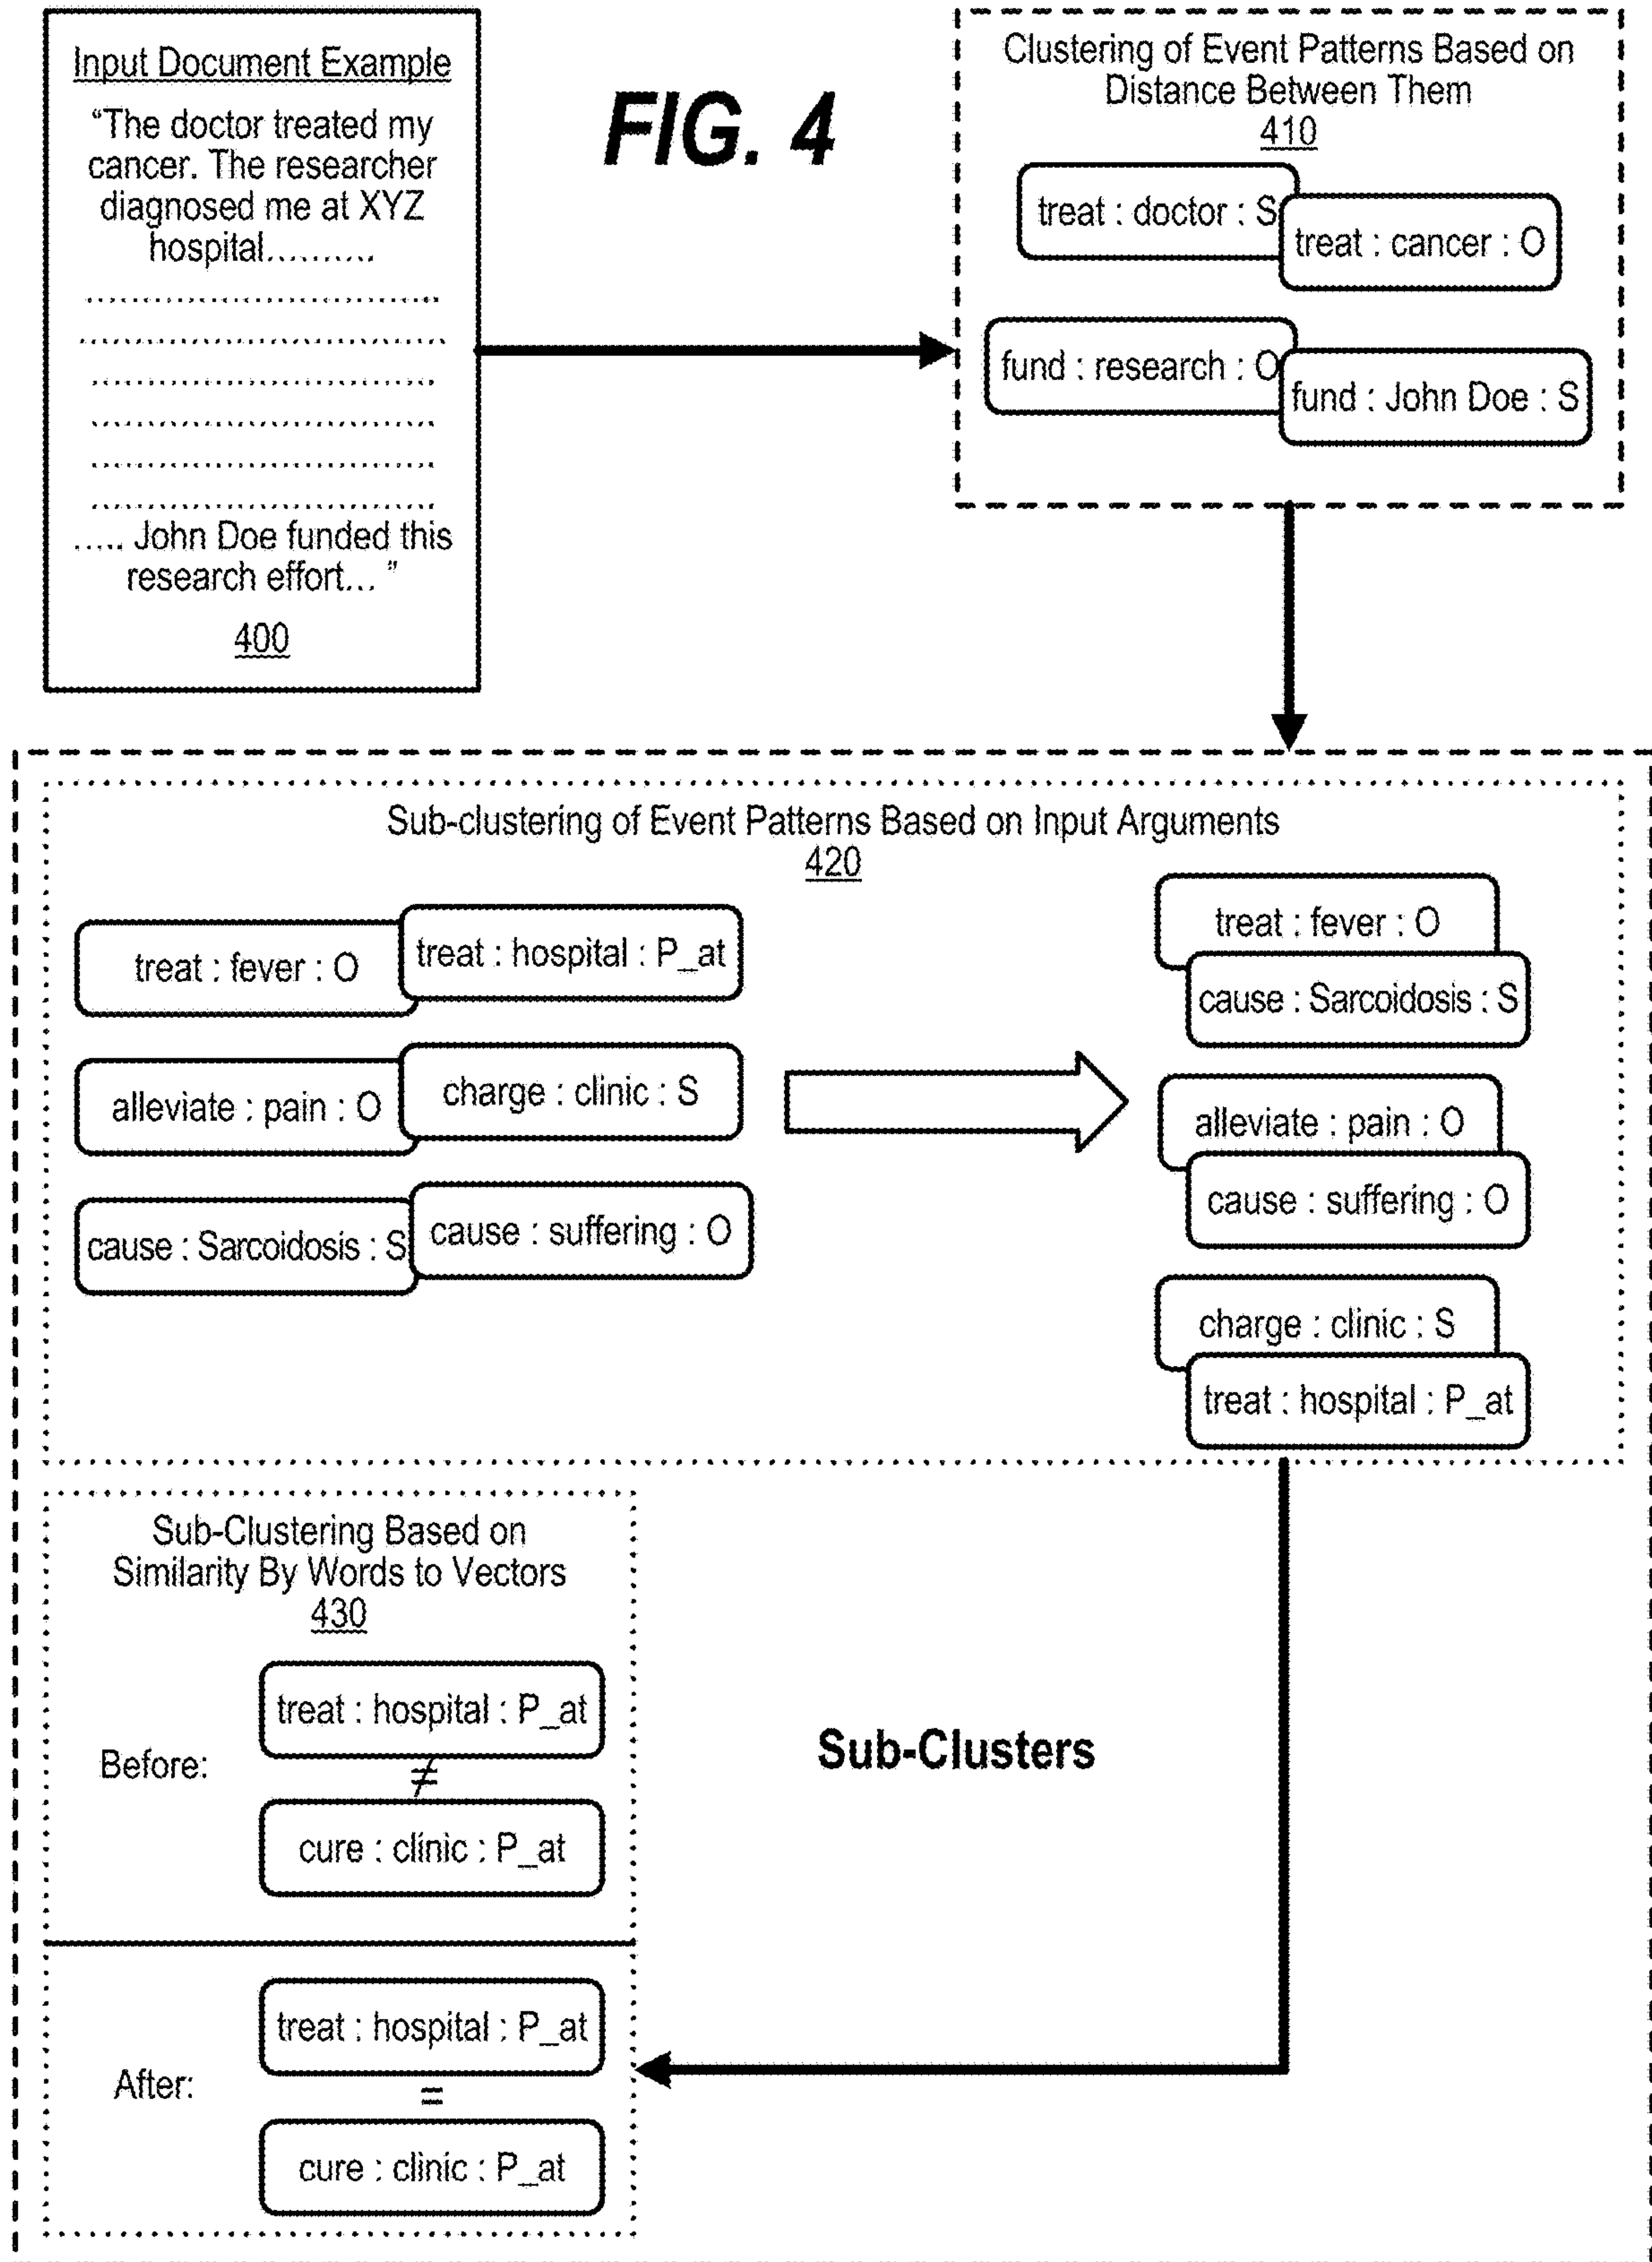 Input Document Example
“The doctor treated my
cancer. The researcher
diagnosed me at XYZ
hospital..........
.....................................
.......................................
....................................
....................................
....................................
....................................
..... John Doe funded this
research effort... ”
400
FIG. 4
Clustering of Event Patterns Based on
Distance Between Them
410
treat : doctor : S
treat : cancer : O
fund : research : O
fund : John Doe : S
Sub-clustering of Event Patterns Based on Input Arguments
420
treat : fever : O
treat : hospital : P_at
alleviate : pain : O
charge : clinic : S
cause : Sarcoidosis : S
cause : suffering : O
treat : fever : O
cause : Sarcoidosis : S
alleviate : pain : O
cause : suffering : O
charge : clinic : S
treat : hospital : P_at
Sub-Clustering Based on
Similarity By Words to Vectors
430
Before:
treat : hospital : P_at
≠
cure : clinic : P_at
After:
treat : hospital : P_at
=
cure : clinic : P_at
Sub-Clusters